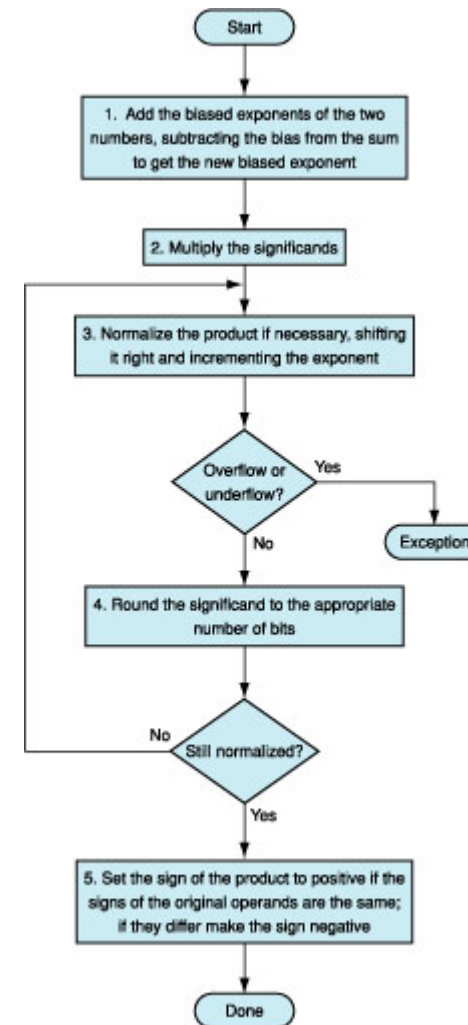 Start
1. Add the biased exponents of the two
numbers, subtracting the bias from the sum
to get the new biased exponent
2. Multiply the significands
3. Normalize the product if necessary, shifting
it right and incrementing the exponent
Overflow or
underflow?
Yes
Exception
No
4. Round the significand to the appropriate
number of bits
No
Still normalized?
Yes
5. Set the sign of the product to positive if the
signs of the original operands are the same;
if they differ make the sign negative
Done